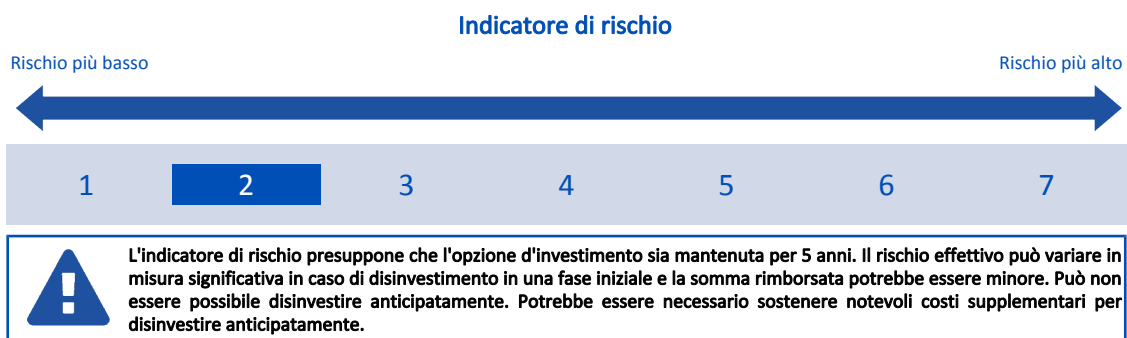 Indicatore di rischio
Rischio più basso
Rischio più alto
1 2 3 4 5 6 7
L'indicatore di rischio presuppone che l'opzione d'investimento sia mantenuta per 5 anni. Il rischio effettivo può variare in
misura significativa in caso di disinvestimento in una fase iniziale e la somma rimborsata potrebbe essere minore. Può non
essere possibile disinvestire anticipatamente. Potrebbe essere necessario sostenere notevoli costi supplementari per
disinvestire anticipatamente.